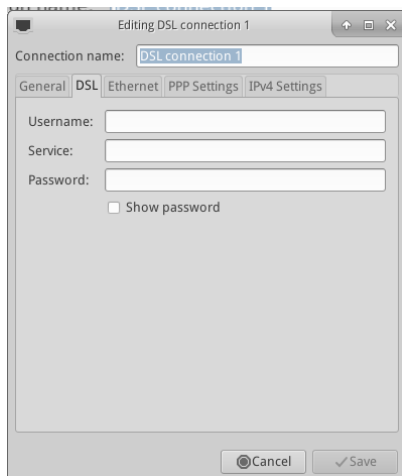 Editing DSL connection 1
Connection name: DSL connection 1
General DSL Ethernet PPP Settings IPv4 Settings
Username:
Service:
Password:
Show password
Cancel Save